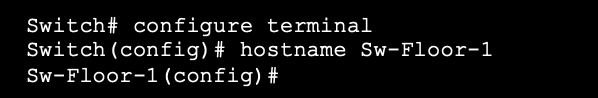 Switch# configure terminal
Switch(config)# hostname Sw-Floor-1
Sw-Floor-1(config)#